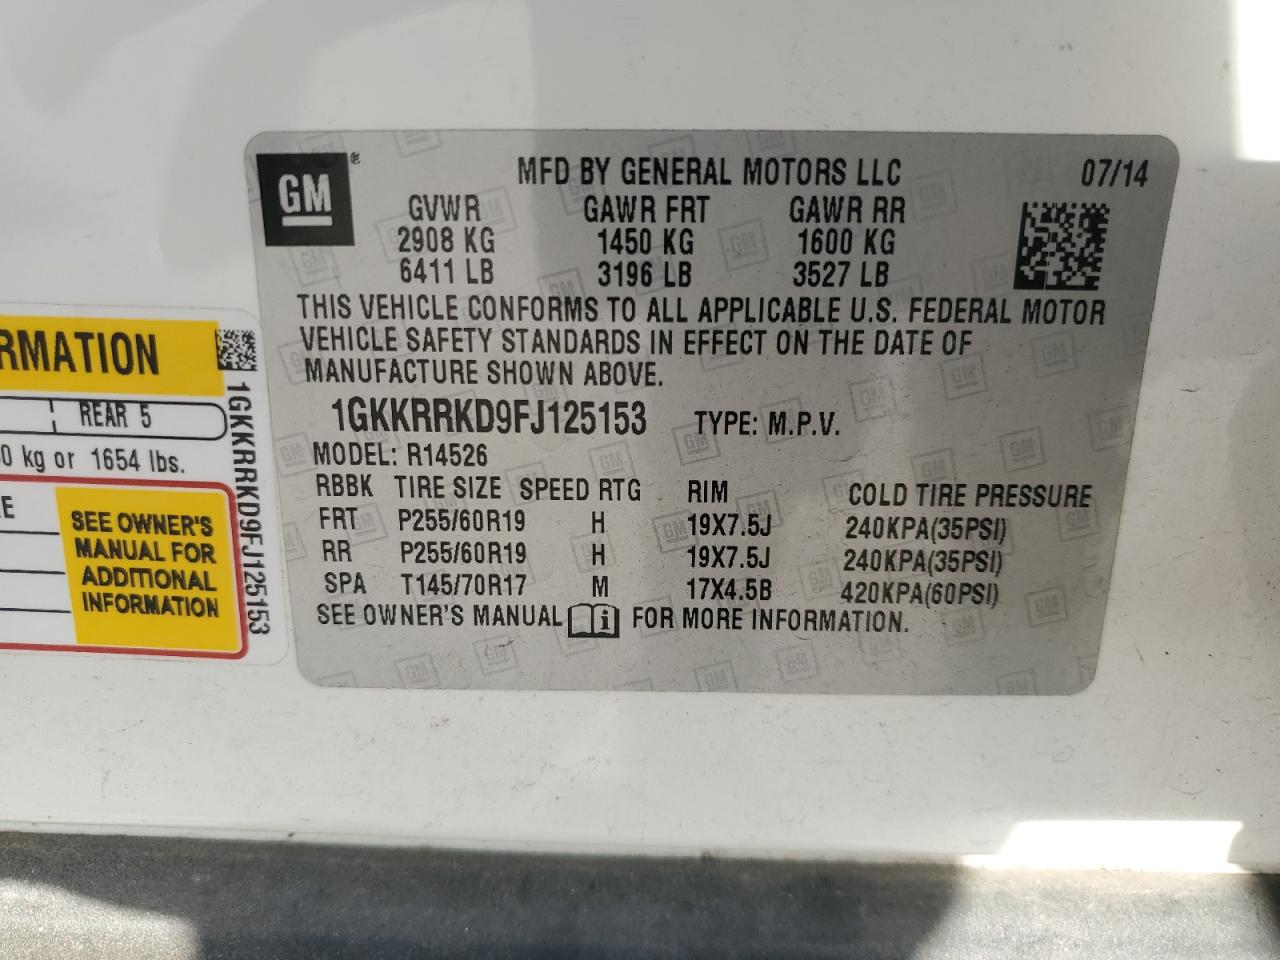 GM ®
MFD BY GENERAL MOTORS LLC 07/14
GVWR GAWR FRT GAWR RR
2908 KG 1450 KG 1600 KG
6411 LB 3196 LB 3527 LB
THIS VEHICLE CONFORMS TO ALL APPLICABLE U.S. FEDERAL MOTOR
VEHICLE SAFETY STANDARDS IN EFFECT ON THE DATE OF
MANUFACTURE SHOWN ABOVE.
1GKKRRKD9FJ125153 TYPE: M.P.V.
MODEL: R14526
RBBK TIRE SIZE SPEED RTG RIM COLD TIRE PRESSURE
FRT P255/60R19 H 19X7.5J 240KPA(35PSI)
RR P255/60R19 H 19X7.5J 240KPA(35PSI)
SPA T145/70R17 M 17X4.5B 420KPA(60PSI)
SEE OWNER'S MANUAL FOR MORE INFORMATION.
RMATION
REAR 5
0 kg or 1654 lbs.
SEE OWNER'S
MANUAL FOR
ADDITIONAL
INFORMATION
1GKKRRKD9FJ125153